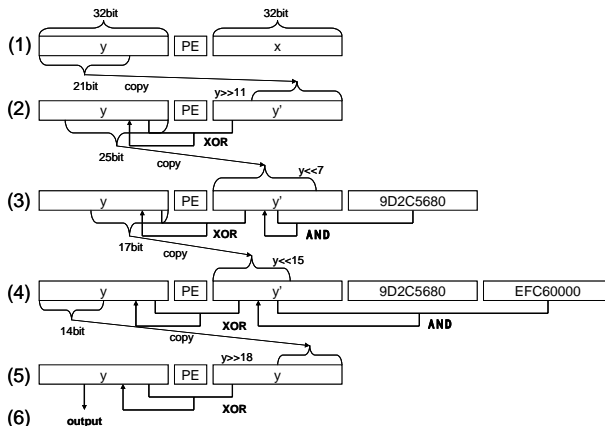 32bit 32bit
(1) y PE x
21bit copy
(2) y PE y>>11 y'
XOR
25bit copy
y<<7
(3) y PE y' 9D2C5680
XOR AND
17bit copy
y<<15
(4) y PE y' 9D2C5680 EFC60000
XOR AND
14bit copy
y>>18
(5) y PE y
XOR
(6) output